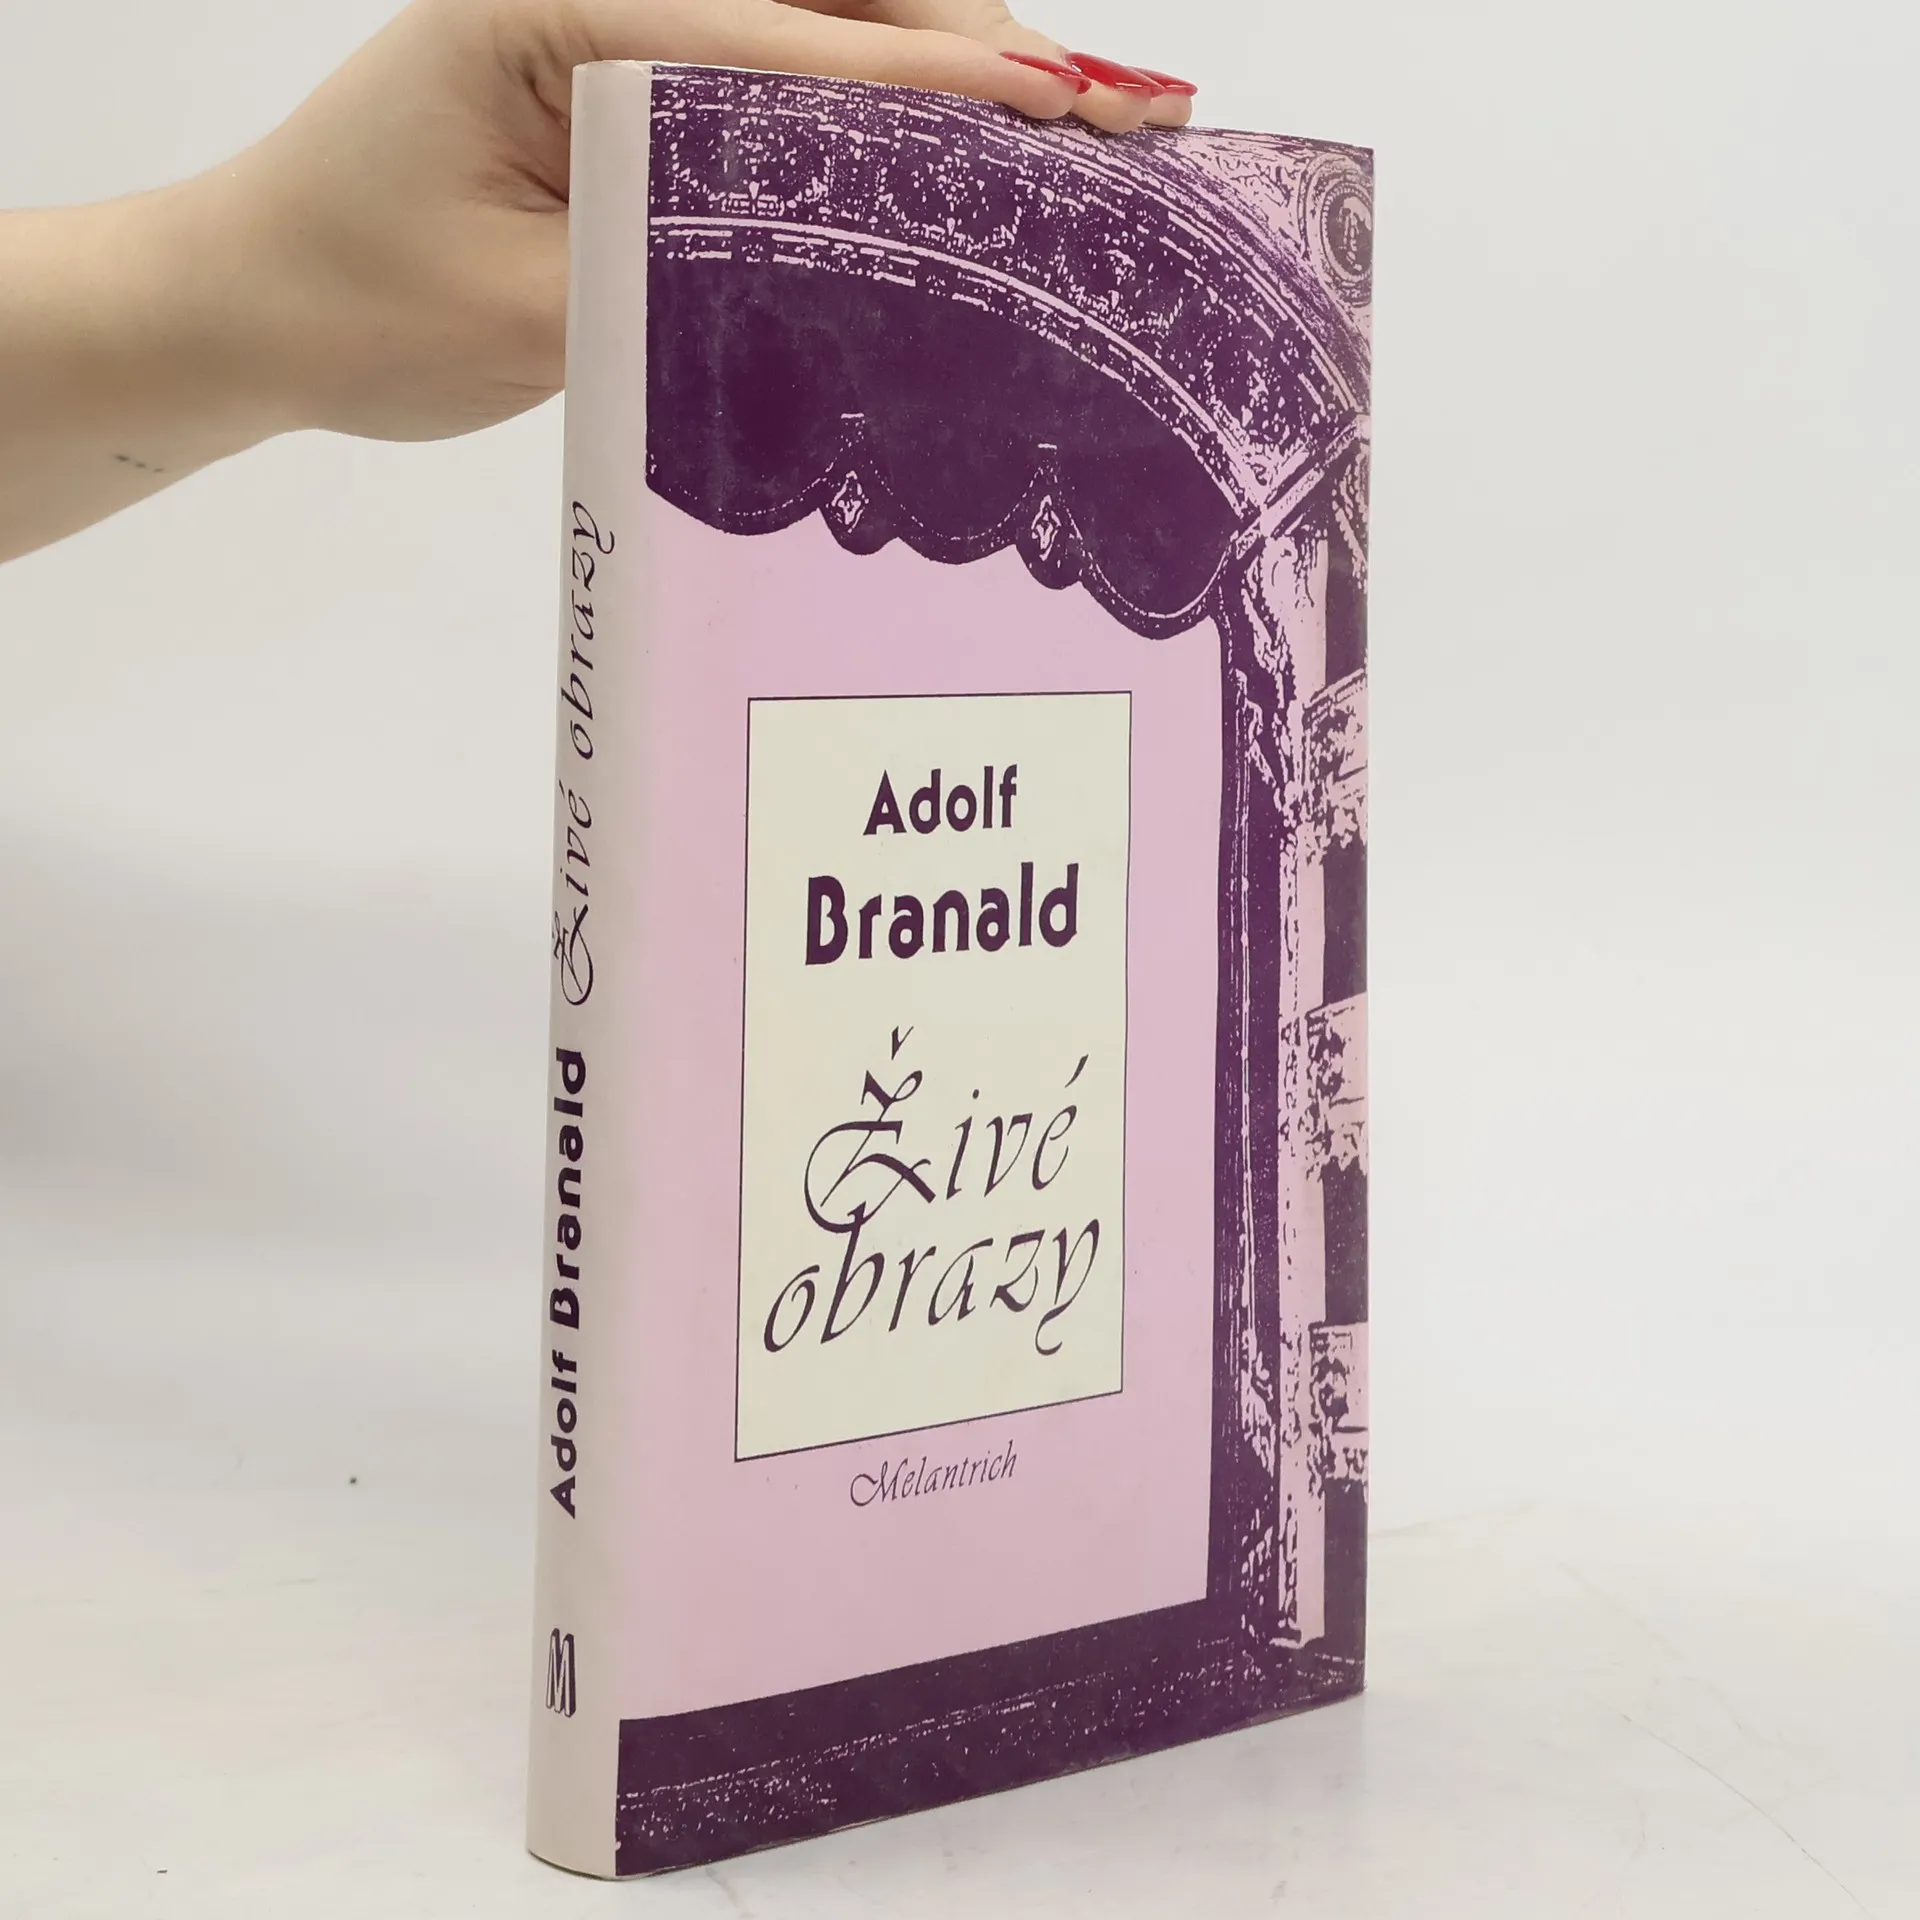 Adolf
Branald
Živé
obrazy
Melantrich
Adolf Branald Živé obrazy
M